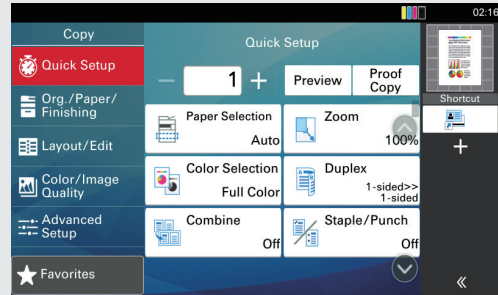 02:16
Copy
Quick Setup
Org./Paper/
Finishing
Layout/Edit
Color/Image
Quality
Advanced
Setup
Favorites
Quick Setup
1
Preview
Proof
Copy
Paper Selection
Auto
Zoom
100%
Color Selection
Full Color
Duplex
1-sided>>
1-sided
Combine
Off
Staple/Punch
Off
Shortcut